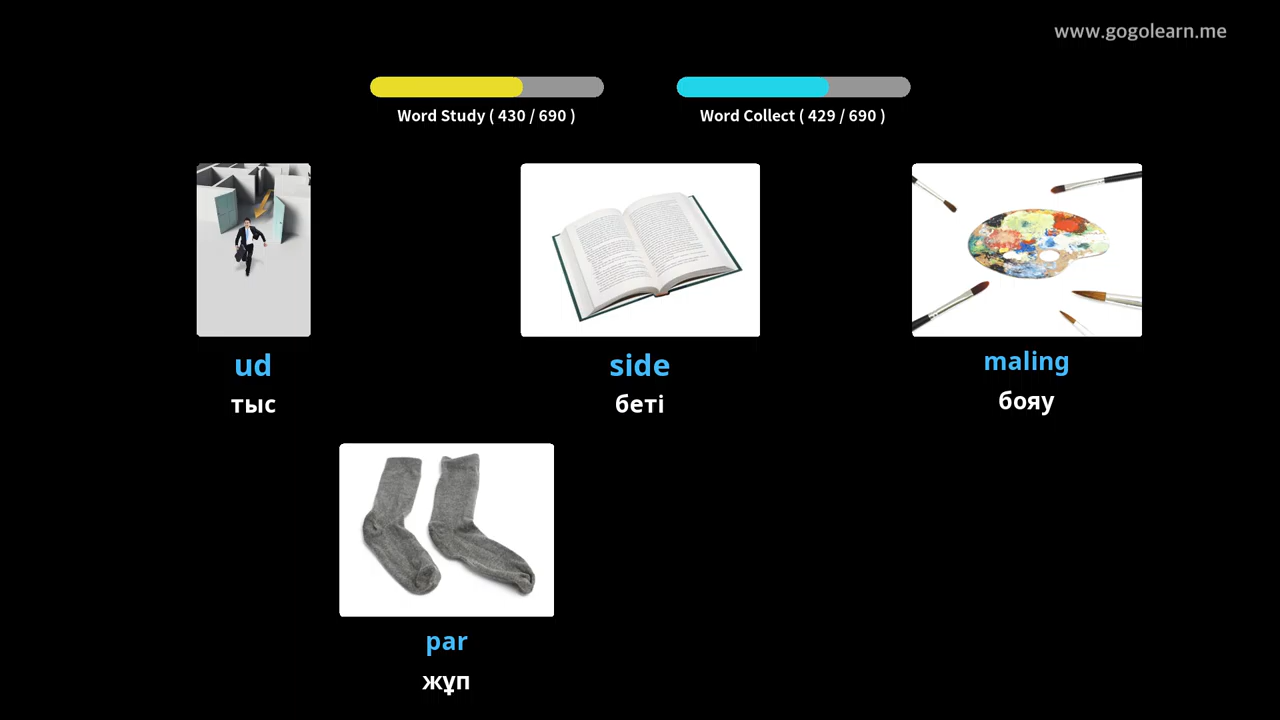 www.gogolearn.me
Word Study ( 430 / 690 )
Word Collect ( 429 / 690 )
ud
тыс
side
беті
maling
бояу
par
жұп